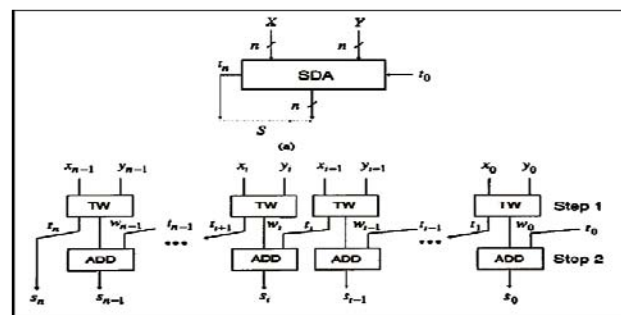 X Y
n n
t_n SDA t_0
n
S
(a)
x_{n-1} y_{n-1} x_i y_i x_{i-1} y_{i-1} x_0 y_0
TW TW TW TW Step 1
t_n w_{n-1} t_{n-1} t_{i+1} w_i t_i w_{i-1} t_{i-1} t_1 w_0 t_0
•••
•••
ADD ADD ADD ADD Stop 2
s_n s_{n-1} s_i s_{i-1} s_0